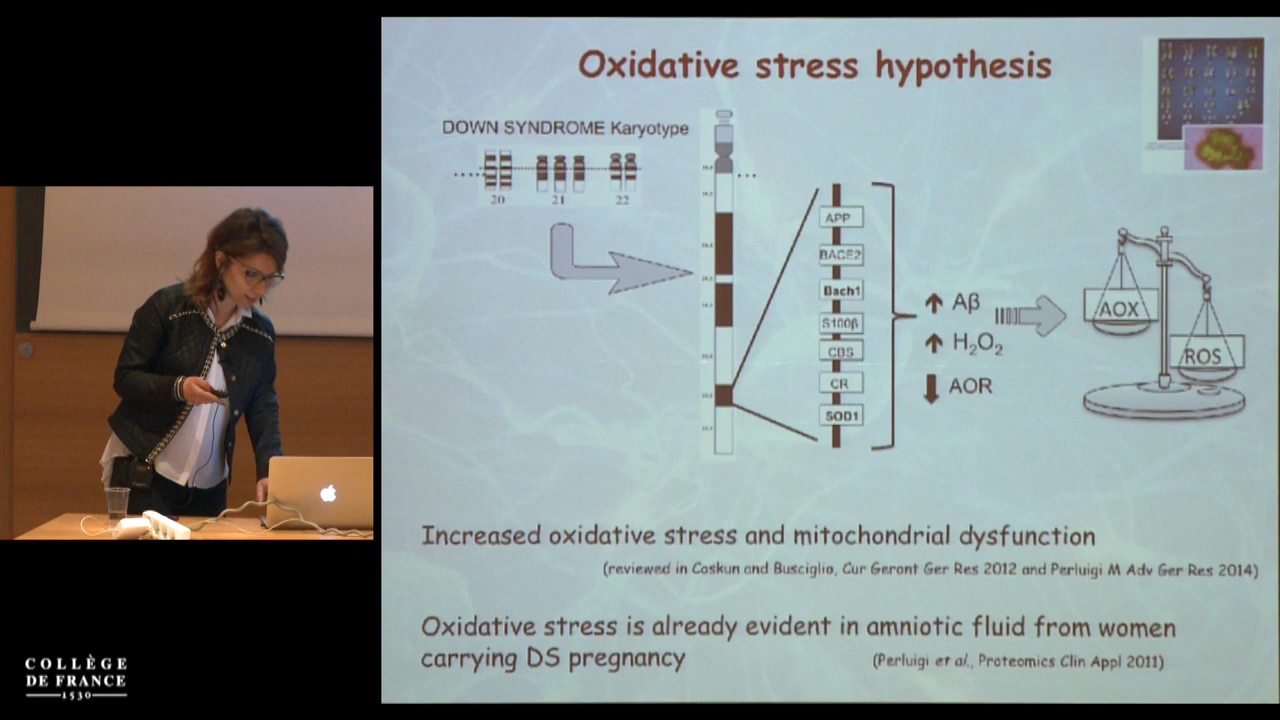 Oxidative stress hypothesis
DOWN SYNDROME Karyotype
20 21 22
APP
BACE2
Bach1
S100β
CBS
CR
SOD1
↑ Aβ
↑ H₂O₂
↓ AOR
AOX
ROS
Increased oxidative stress and mitochondrial dysfunction
(reviewed in Coskun and Busciglio, Cur Geront Ger Res 2012 and Perluigi M Adv Ger Res 2014)
Oxidative stress is already evident in amniotic fluid from women
carrying DS pregnancy
(Perluigi et al., Proteomics Clin Appl 2011)
COLLÈGE
DE FRANCE
1530